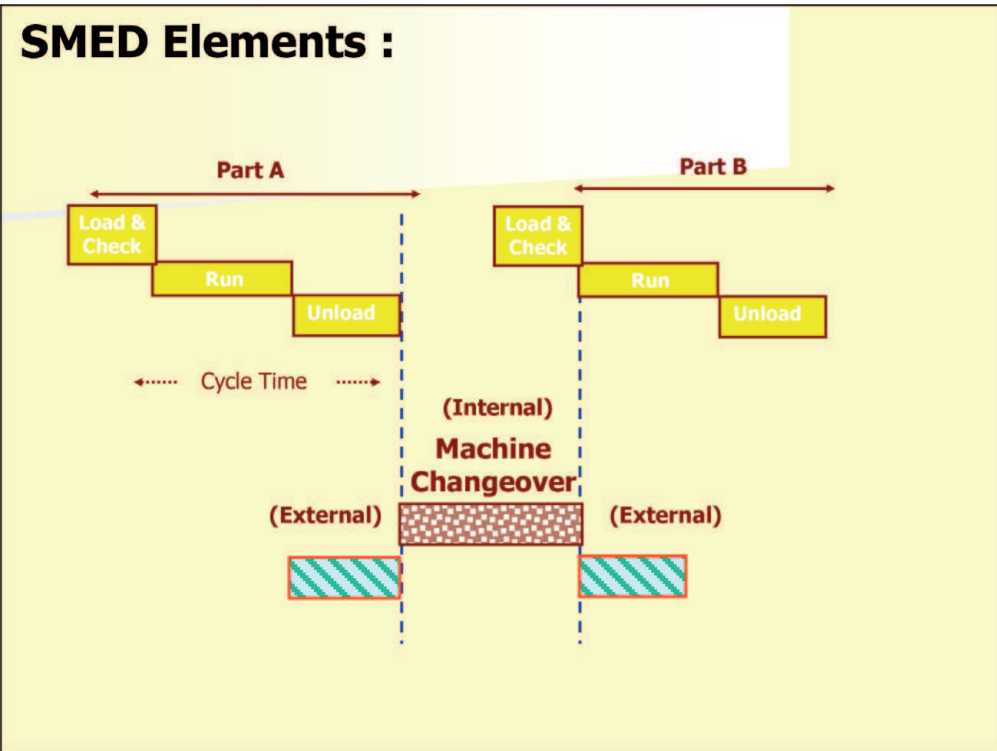 SMED Elements :
Part A
Part B
Load &
Check
Run
Unload
Load &
Check
Run
Unload
Cycle Time
(Internal)
Machine
Changeover
(External)
(External)